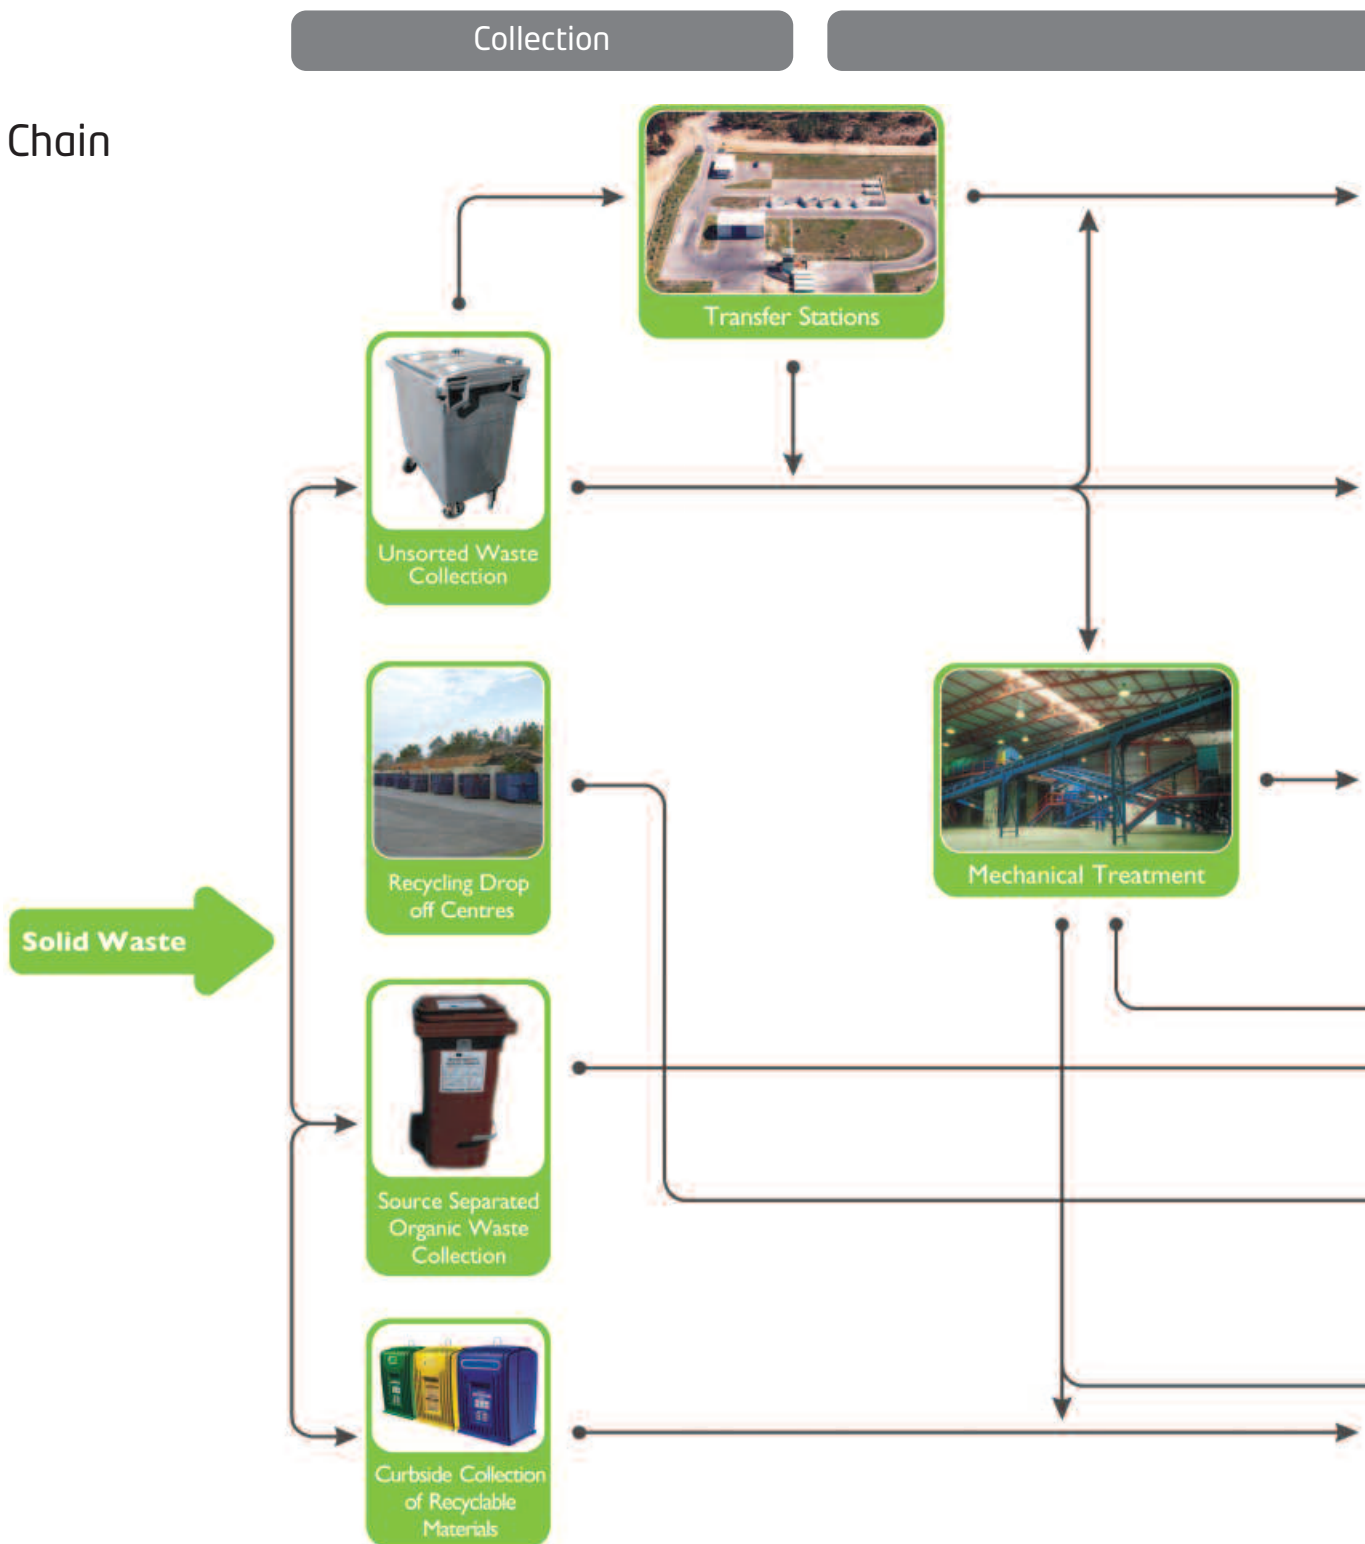 Collection
Chain
Transfer Stations
Unsorted Waste
Collection
Recycling Drop
off Centres
Mechanical Treatment
Solid Waste
Source Separated
Organic Waste
Collection
Curbside Collection
of Recyclable
Materials